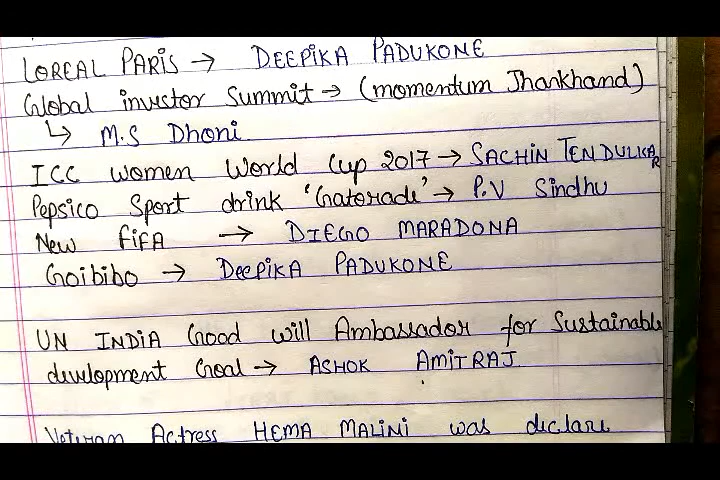 LOREAL PARIS → DEEPIKA PADUKONE
Global investor Summit → (momentum Jharkhand)
↳ M.S Dhoni
ICC women World Cup 2017 → SACHIN TENDULKAR
Pepsico Sport drink 'Gatorade' → P.V Sindhu
New FIFA → DIEGO MARADONA
Goibibo → DEEPIKA PADUKONE
UN INDIA Good will Ambassador for Sustainable
development Goal → ASHOK AMITRAJ
Veteran Actress HEMA MALINI was declare